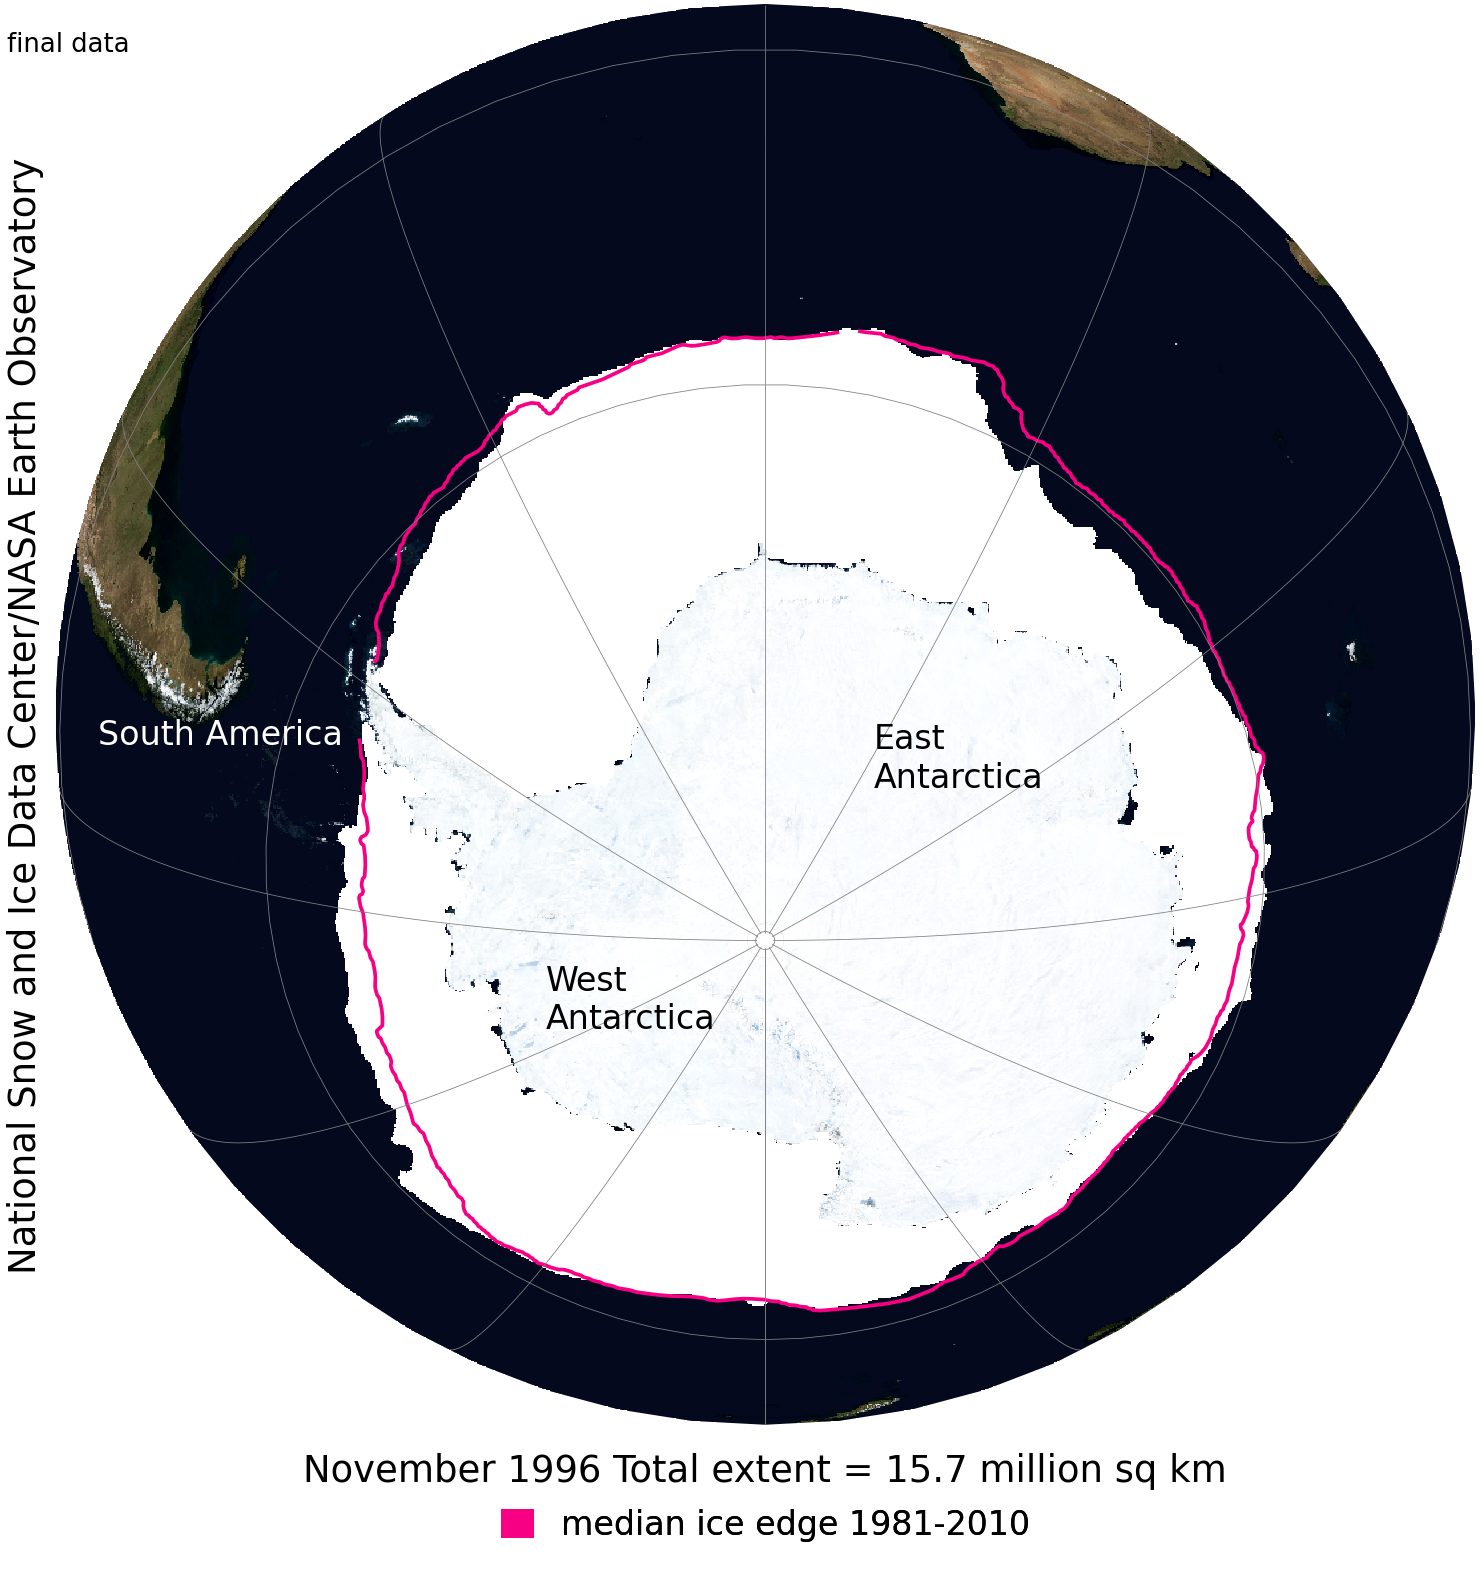 final data
National Snow and Ice Data Center/NASA Earth Observatory
South America
East
Antarctica
West
Antarctica
November 1996 Total extent = 15.7 million sq km
median ice edge 1981-2010